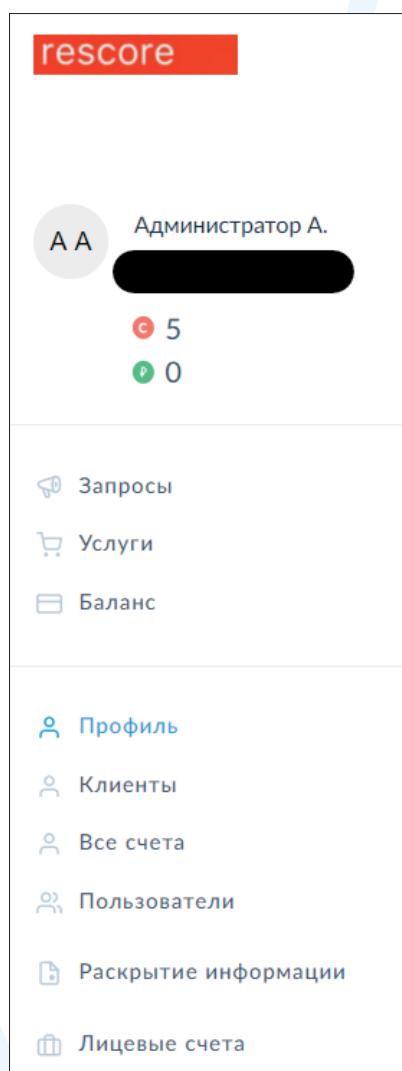 rescore
А А
Администратор А.
С 5
₽ 0
Запросы
Услуги
Баланс
Профиль
Клиенты
Все счета
Пользователи
Раскрытие информации
Лицевые счета